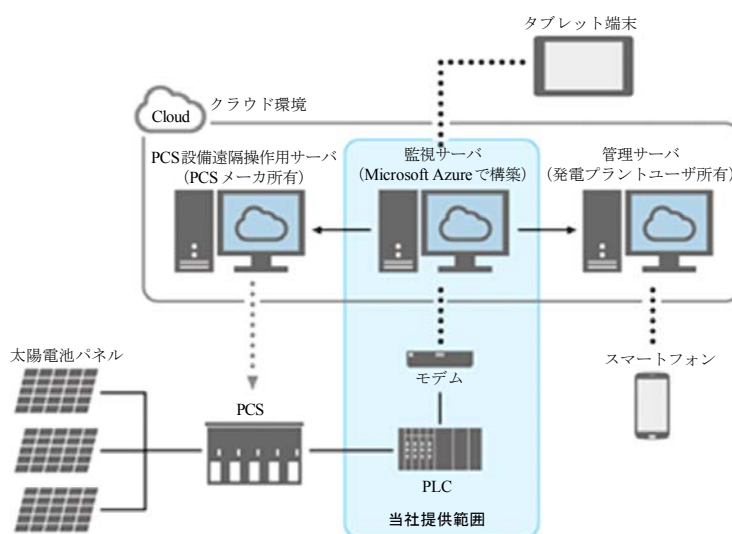 タブレット端末
Cloud
クラウド環境
PCS設備遠隔操作用サーバ
（PCSメーカ所有）
監視サーバ
（Microsoft Azureで構築）
管理サーバ
（発電プラントユーザ所有）
太陽電池パネル
PCS
モデム
スマートフォン
PLC
当社提供範囲